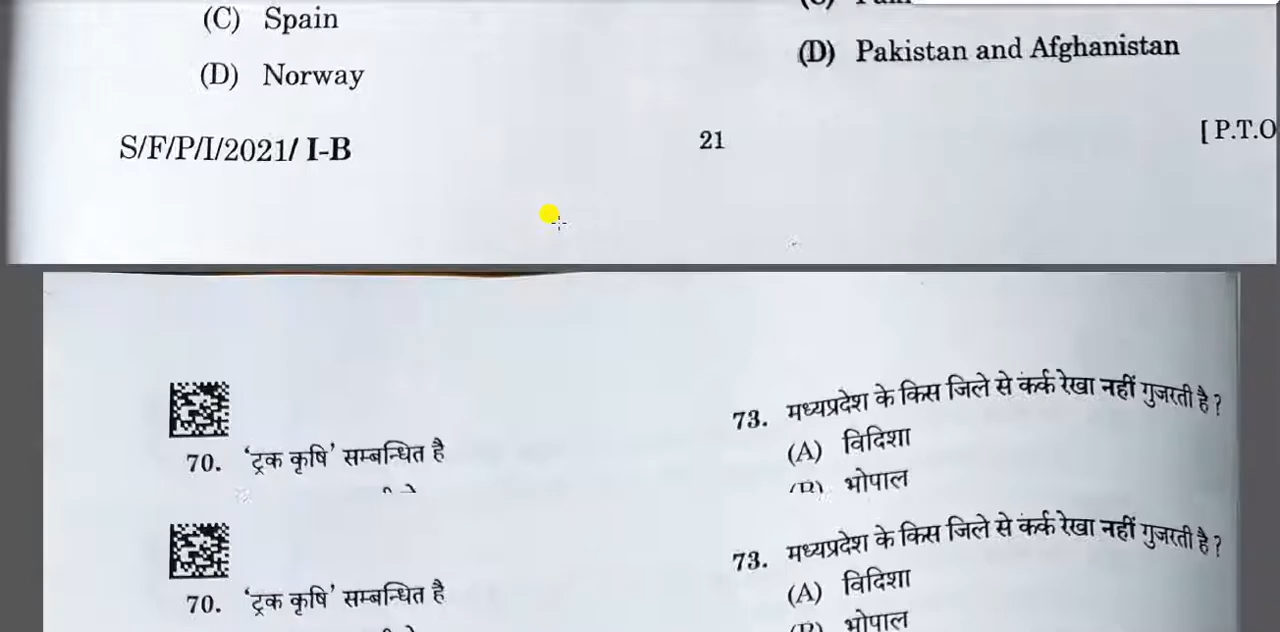 (C) Spain
(D) Norway
(D) Pakistan and Afghanistan
S/F/P/I/2021/ I-B
21
[ P.T.O
70. 'ट्रक कृषि' सम्बन्धित है
73. मध्यप्रदेश के किस जिले से कर्क रेखा नहीं गुजरती है ?
(A) विदिशा
(B) भोपाल
70. 'ट्रक कृषि' सम्बन्धित है
73. मध्यप्रदेश के किस जिले से कर्क रेखा नहीं गुजरती है ?
(A) विदिशा
(B) भोपाल